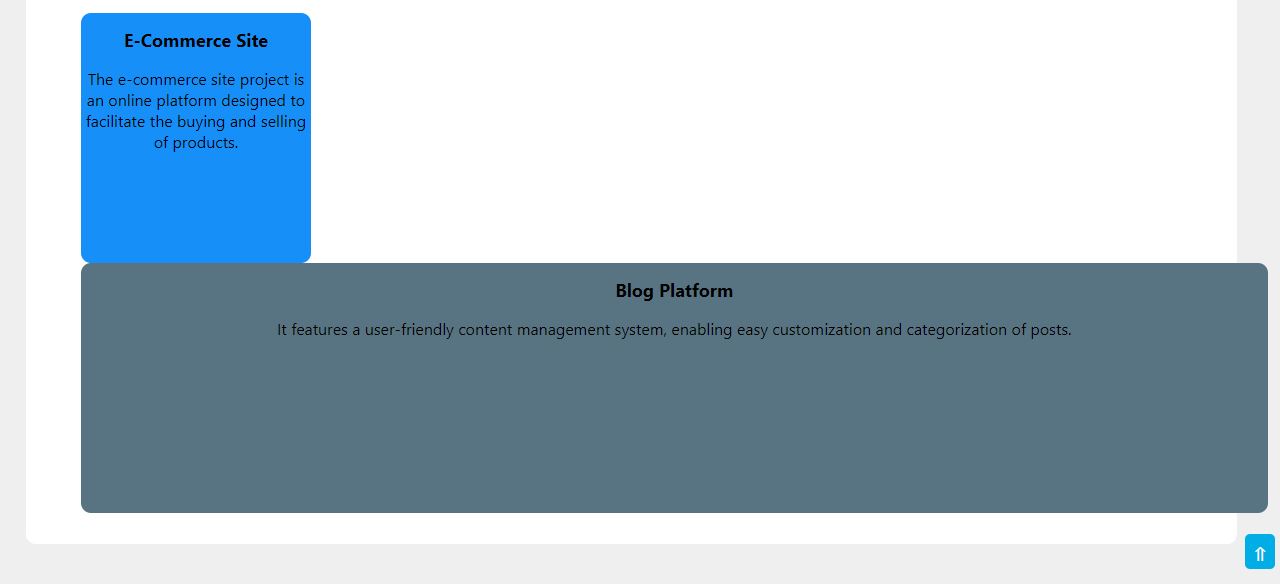 E-Commerce Site
The e-commerce site project is
an online platform designed to
facilitate the buying and selling
of products.
Blog Platform
It features a user-friendly content management system, enabling easy customization and categorization of posts.
⇑